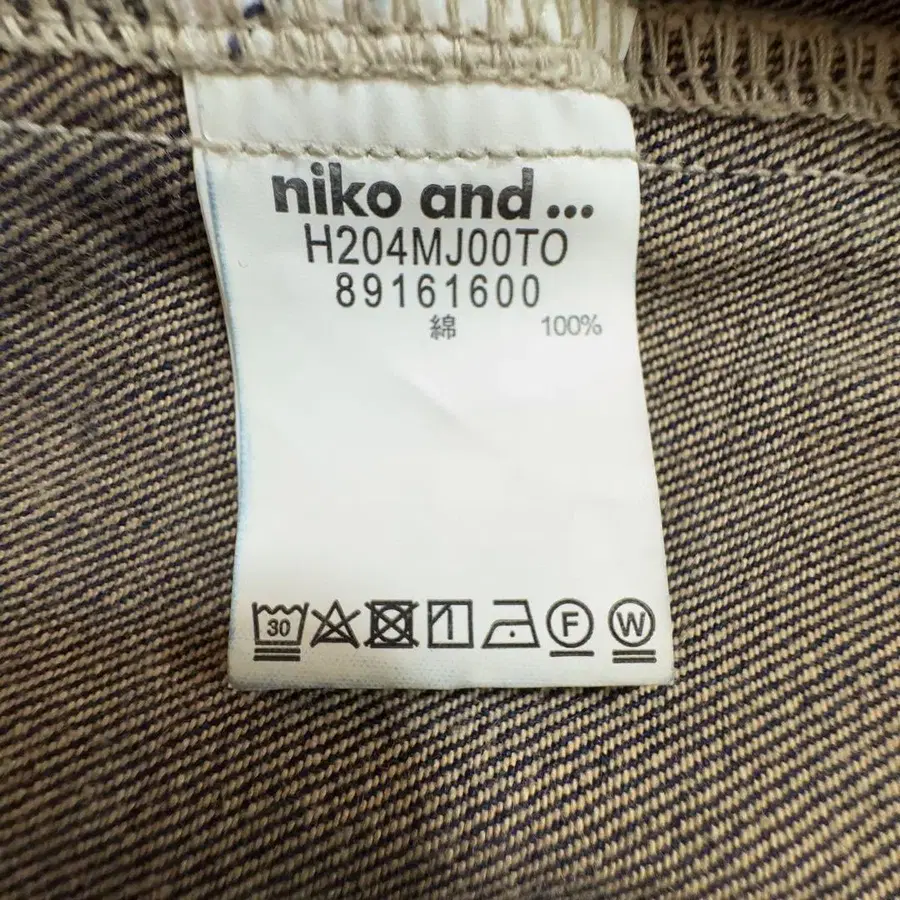 niko and ...
H204MJ00TO
89161600
綿 100%
30 F W